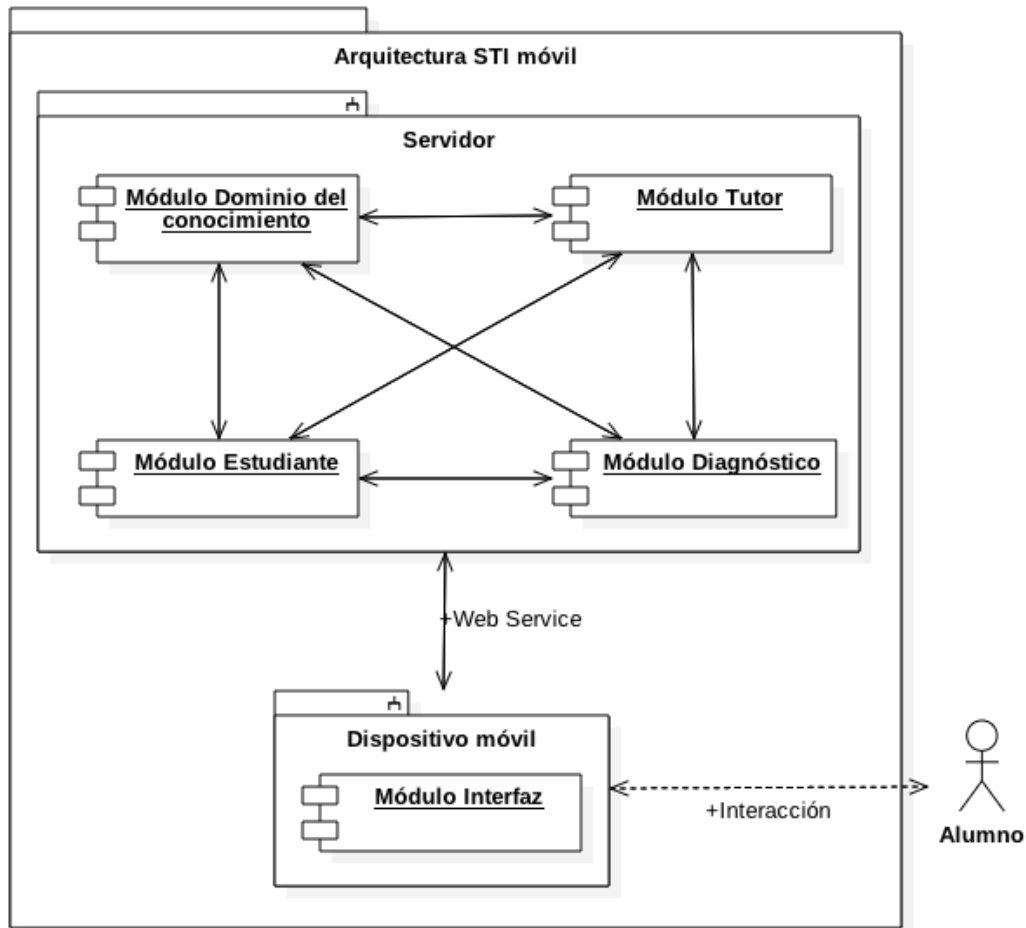 Arquitectura STI móvil
Servidor
Módulo Dominio del
conocimiento
Módulo Tutor
Módulo Estudiante
Módulo Diagnóstico
+Web Service
Dispositivo móvil
Módulo Interfaz
+Interacción
Alumno